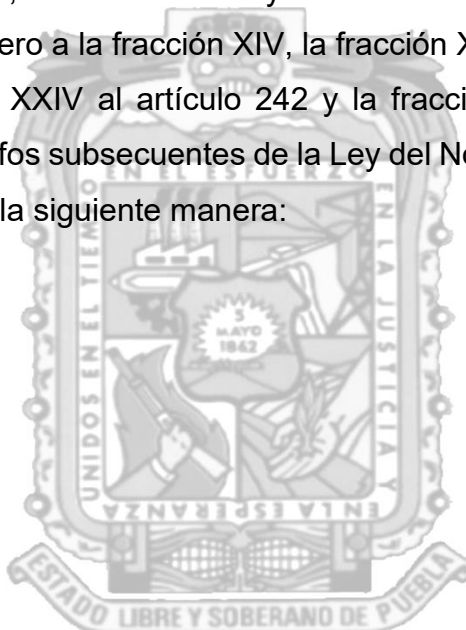 ero a la fracción XIV, la fracción X
XXIV al artículo 242 y la fracci
fos subsecuentes de la Ley del No
la siguiente manera:
UNIDOS EN EL TIEMPO
EN EL ESFUERZO
EN LA JUSTICIA Y
EN LA ESPERANZA
5
MAYO
1862
ESTADO LIBRE Y SOBERANO DE PUEBLA